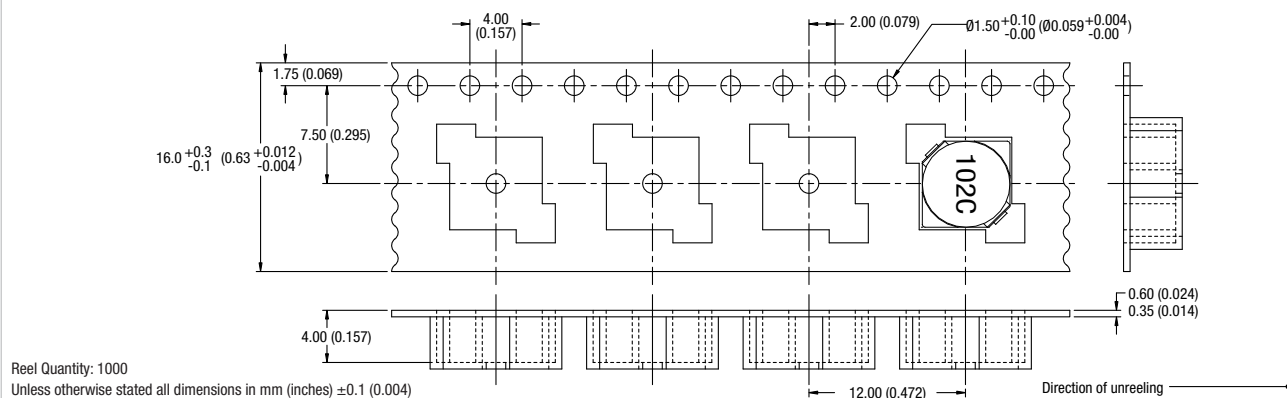 4.00
(0.157)
2.00 (0.079)
Ø1.50 +0.10 -0.00 (Ø0.059 +0.004 -0.00)
1.75 (0.069)
7.50 (0.295)
16.0 +0.3 -0.1 (0.63 +0.012 -0.004)
102C
0.60 (0.024)
0.35 (0.014)
4.00 (0.157)
12.00 (0.472)
Direction of unreeling
Reel Quantity: 1000
Unless otherwise stated all dimensions in mm (inches) ±0.1 (0.004)